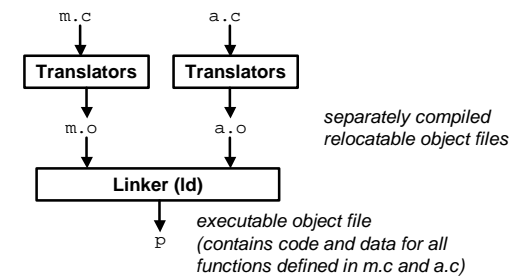 m.c a.c
Translators Translators
m.o a.o
separately compiled
relocatable object files
Linker (ld)
p
executable object file
(contains code and data for all
functions defined in m.c and a.c)